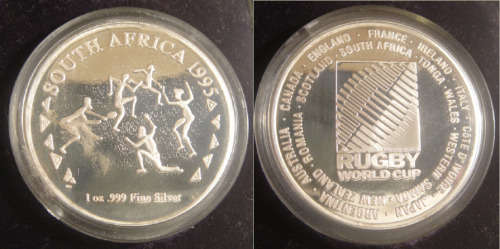 SOUTH AFRICA 1995
1 oz .999 Fine Silver
AUSTRALIA · CANADA · ENGLAND · FRANCE · IRELAND · ITALY · COTE D'IVOIRE · JAPAN · ARGENTINA
ROMANIA · SCOTLAND · SOUTH AFRICA · TONGA · WALES · WESTERN SAMOA · NEW ZEALAND
RUGBY
WORLD CUP